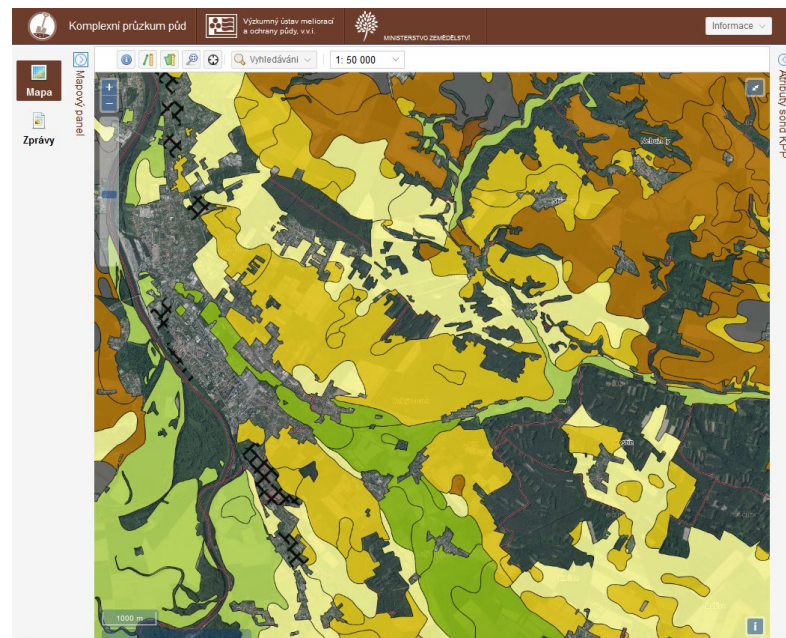 Komplexní průzkum půd
Výzkumný ústav meliorací
a ochrany půdy, v.v.i.
MINISTERSTVO ZEMĚDĚLSTVÍ
Informace
Vyhledávání
1: 50 000
Mapa
Zprávy
Mapový panel
Atributy sond KPP
+
−
Nebužely
1000 m
i